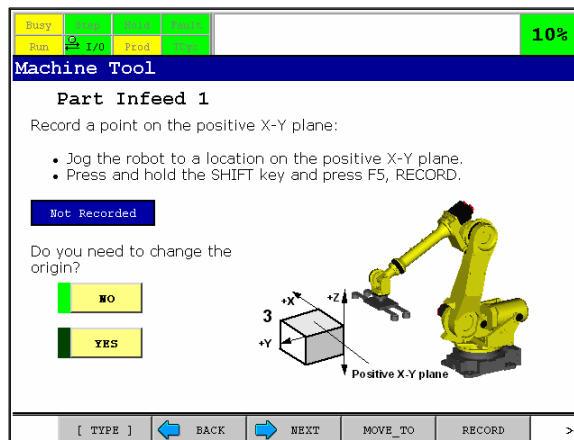 Busy Step Hold Fault
10%
Run I/O Prod TCyc
Machine Tool
Part Infeed 1
Record a point on the positive X-Y plane:
• Jog the robot to a location on the positive X-Y plane.
• Press and hold the SHIFT key and press F5, RECORD.
Not Recorded
Do you need to change the
origin?
NO
YES
+X
+Z
3
+Y
Positive X-Y plane
[ TYPE ] BACK NEXT MOVE_TO RECORD >